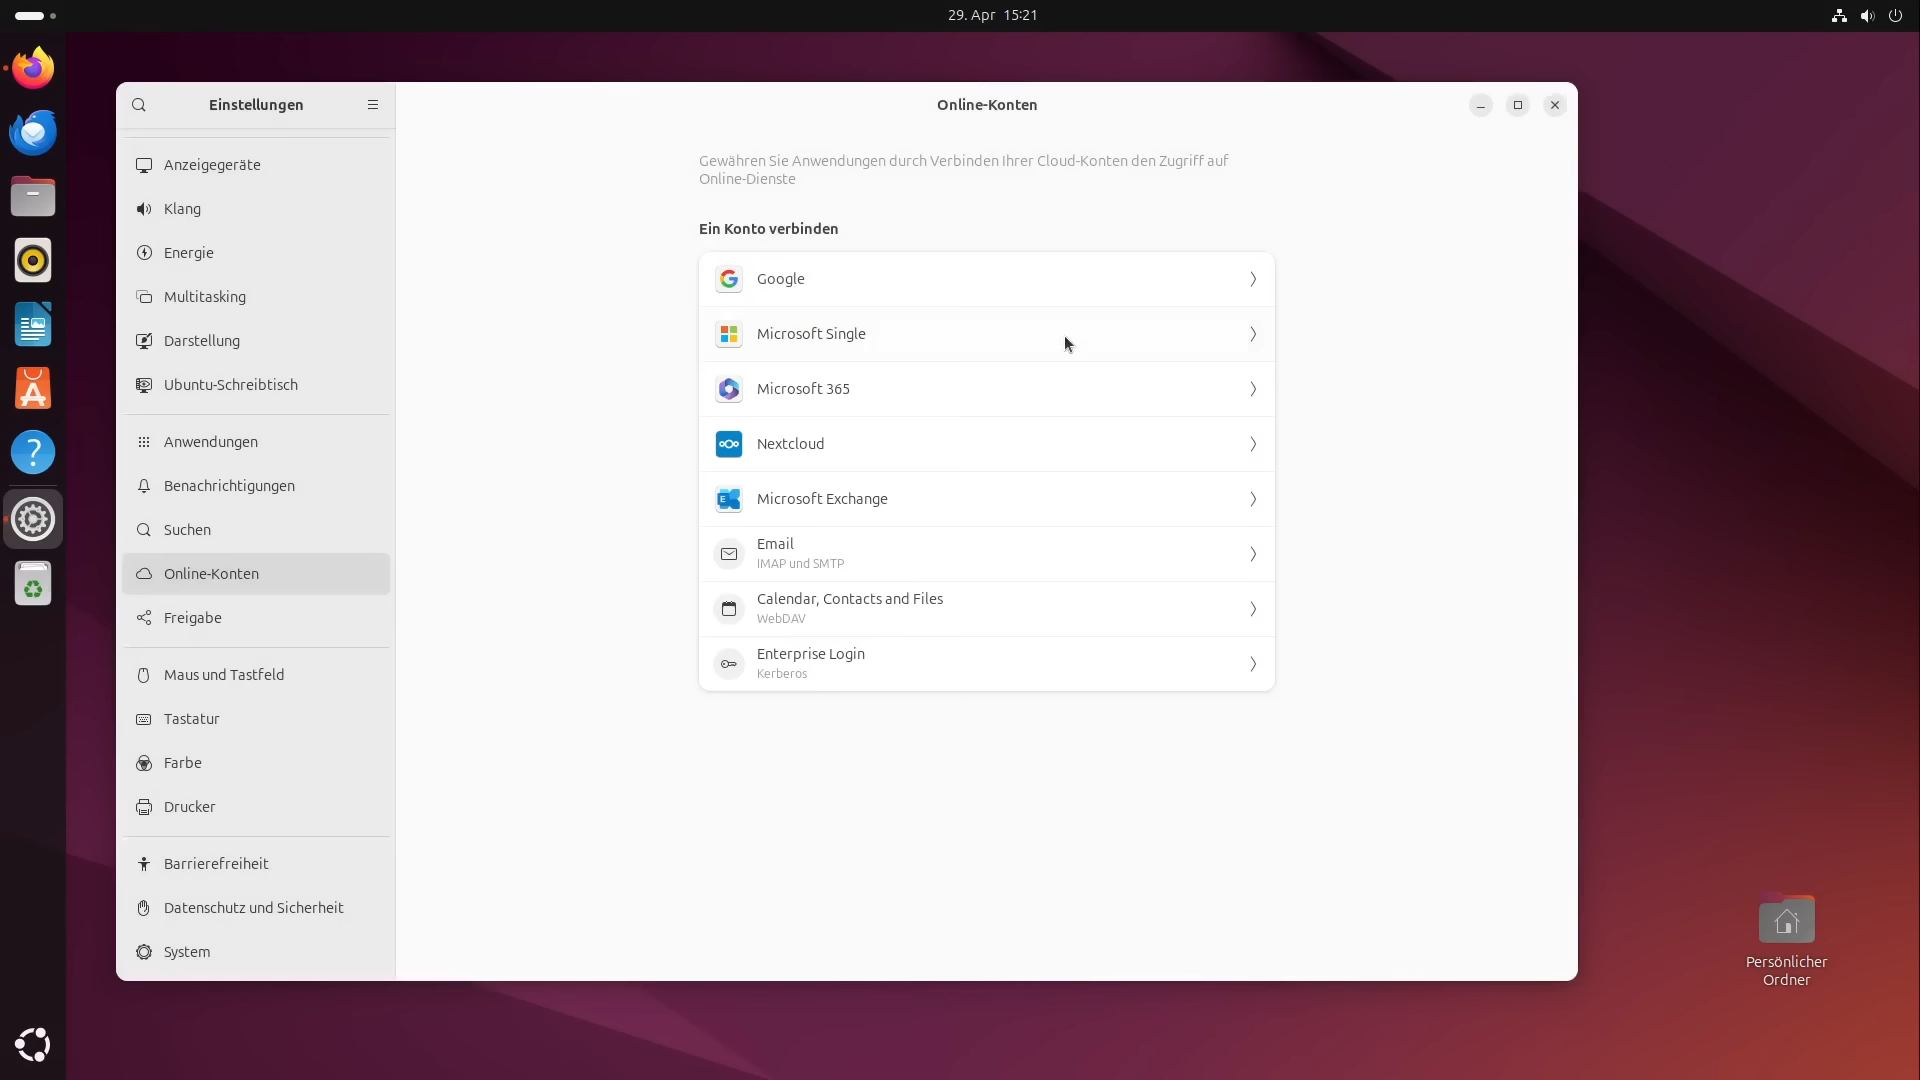 29. Apr 15:21
Einstellungen
Anzeigegeräte
Klang
Energie
Multitasking
Darstellung
Ubuntu-Schreibtisch
Anwendungen
Benachrichtigungen
Suchen
Online-Konten
Freigabe
Maus und Tastfeld
Tastatur
Farbe
Drucker
Barrierefreiheit
Datenschutz und Sicherheit
System
Online-Konten
Gewähren Sie Anwendungen durch Verbinden Ihrer Cloud-Konten den Zugriff auf
Online-Dienste
Ein Konto verbinden
Google
Microsoft Single
Microsoft 365
Nextcloud
Microsoft Exchange
Email
IMAP und SMTP
Calendar, Contacts and Files
WebDAV
Enterprise Login
Kerberos
Persönlicher
Ordner